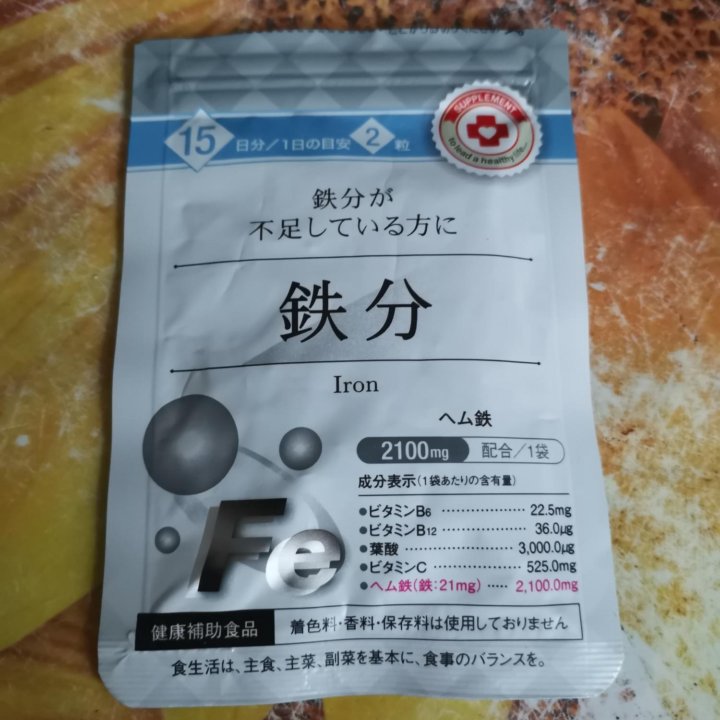 15日分/1日の目安2粒
SUPPLEMENT
to lead a healthy life...
鉄分が
不足している方に
鉄分
Iron
ヘム鉄
2100mg 配合/1袋
成分表示(1袋あたりの含有量)
●ビタミンB6 ………………… 22.5mg
●ビタミンB12 ……………… 36.0μg
●葉酸 ……………………… 3,000.0μg
●ビタミンC ………………… 525.0mg
●ヘム鉄(鉄:21mg) ‥‥‥ 2,100.0mg
Fe
健康補助食品
着色料・香料・保存料は使用しておりません
食生活は、主食、主菜、副菜を基本に、食事のバランスを。